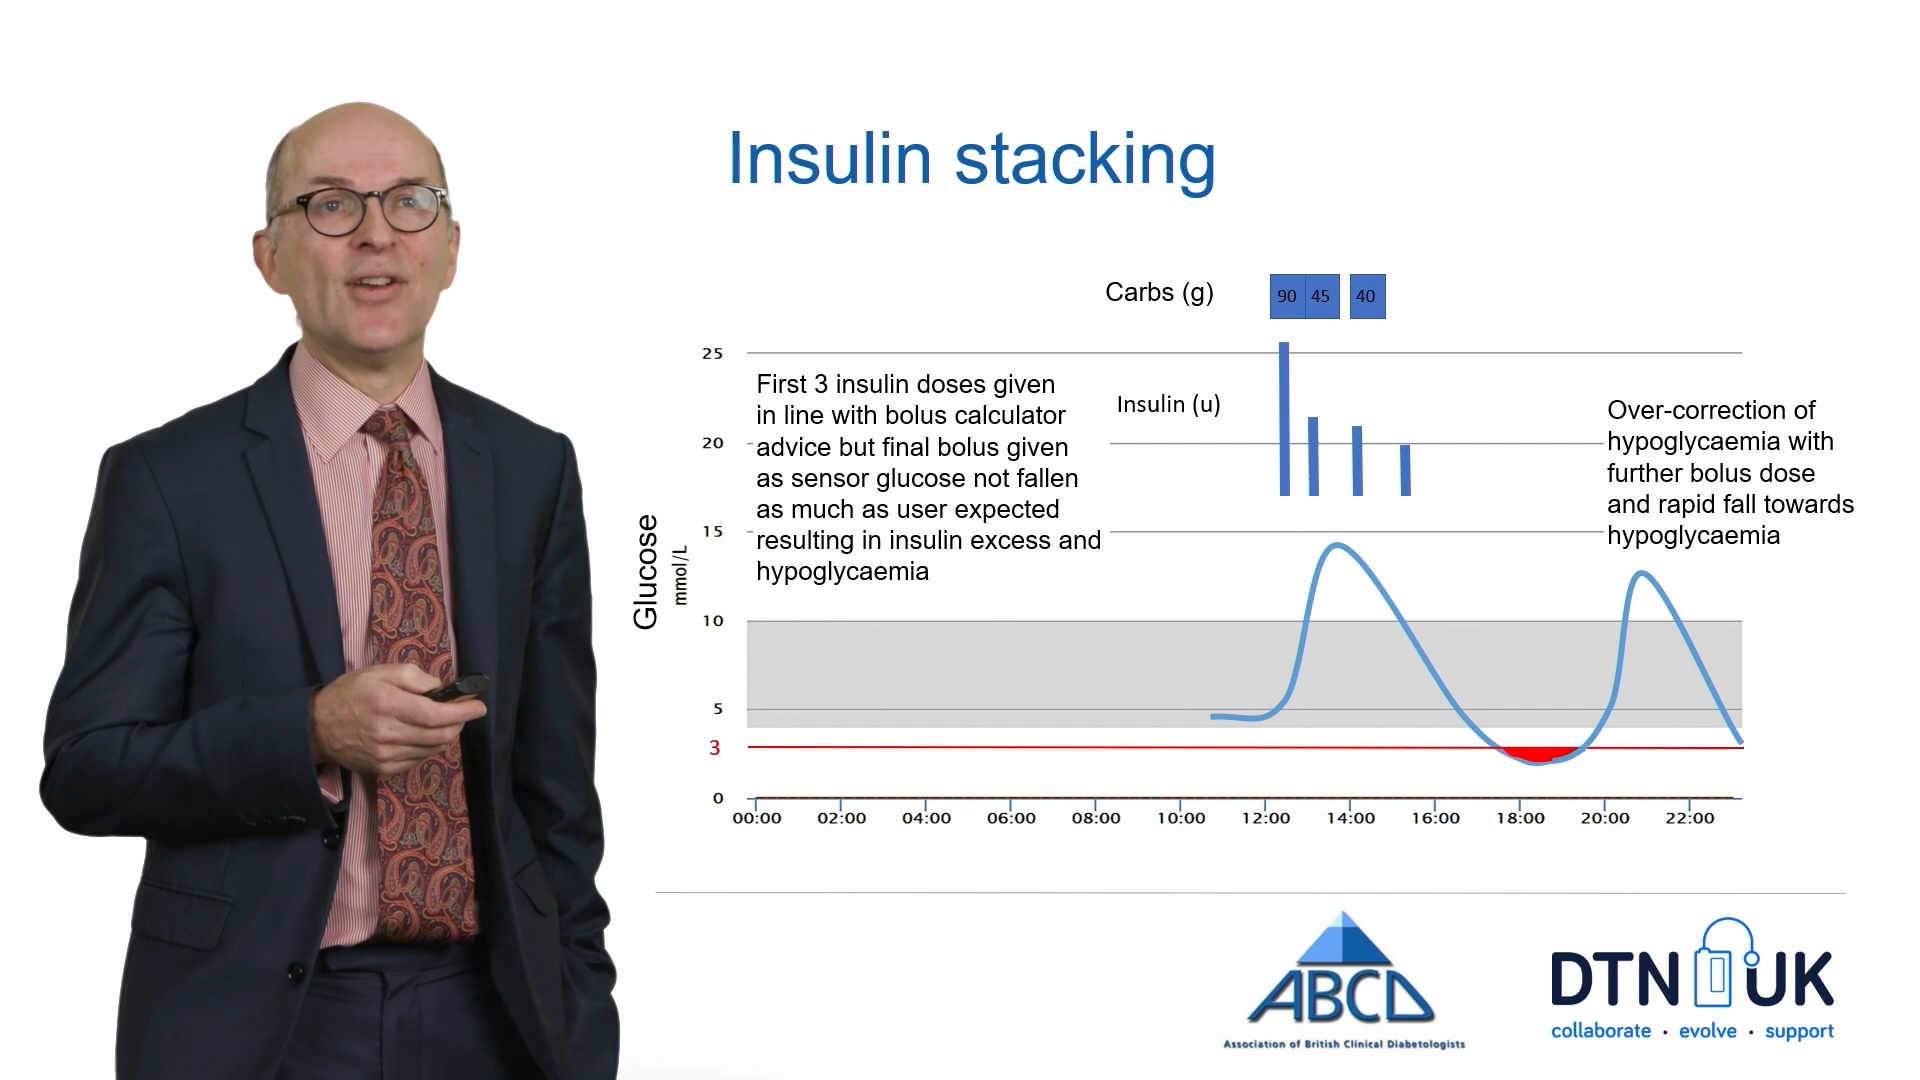 Insulin stacking
Carbs (g)
90 45 40
25
First 3 insulin doses given
in line with bolus calculator
advice but final bolus given
as sensor glucose not fallen
as much as user expected
resulting in insulin excess and
hypoglycaemia
Insulin (u)
Over-correction of
hypoglycaemia with
further bolus dose
and rapid fall towards
hypoglycaemia
20
15
10
5
3
0
Glucose
mmol/L
00:00 02:00 04:00 06:00 08:00 10:00 12:00 14:00 16:00 18:00 20:00 22:00
ABCD
Association of British Clinical Diabetologists
DTN UK
collaborate · evolve · support